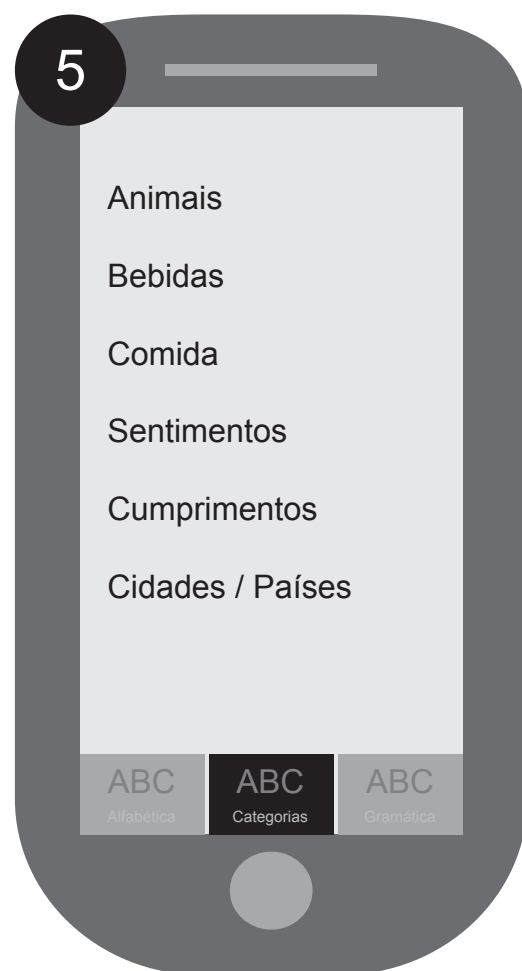 5
Animais
Bebidas
Comida
Sentimentos
Cumprimentos
Cidades / Países
ABC ABC ABC
Alfabética Categorias Gramática